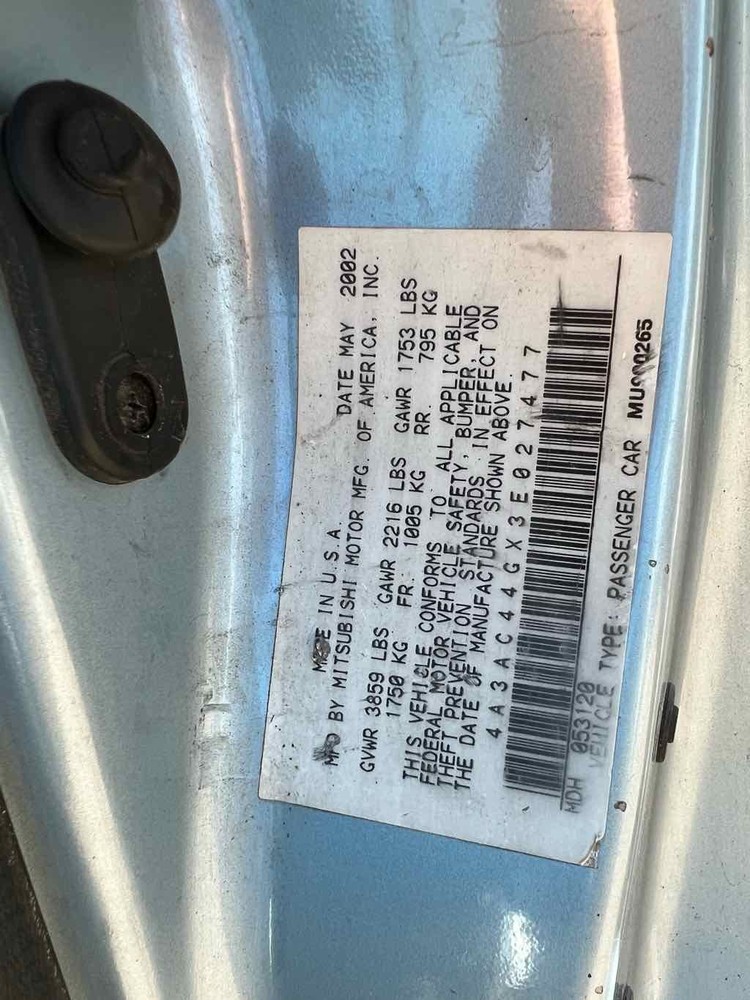 MADE IN U.S.A. DATE MAY 2002
MFD BY MITSUBISHI MOTOR MFG. OF AMERICA, INC.
GVWR 3859 LBS GAWR 2216 LBS GAWR 1753 LBS
1750 KG FR. 1005 KG RR. 795 KG
THIS VEHICLE CONFORMS TO ALL APPLICABLE
FEDERAL MOTOR VEHICLE SAFETY, BUMPER, AND
THEFT PREVENTION STANDARDS IN EFFECT ON
THE DATE OF MANUFACTURE SHOWN ABOVE.
4A3AC44GX3E027477
MDH 053120
VEHICLE TYPE: PASSENGER CAR